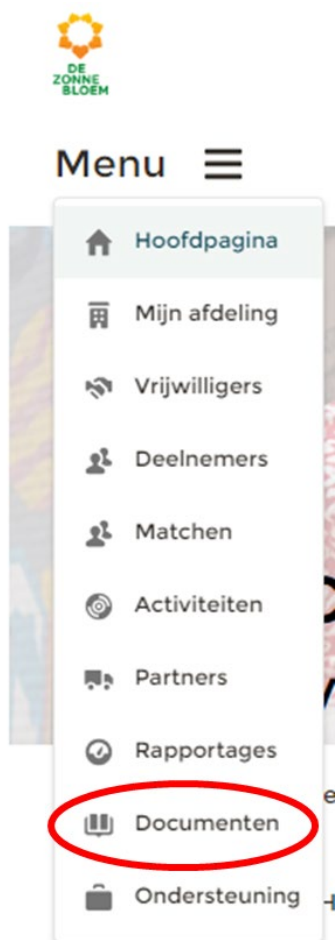 DE
ZONNE
BLOEM
Menu
Hoofdpagina
Mijn afdeling
Vrijwilligers
Deelnemers
Matchen
Activiteiten
Partners
Rapportages
Documenten
Ondersteuning